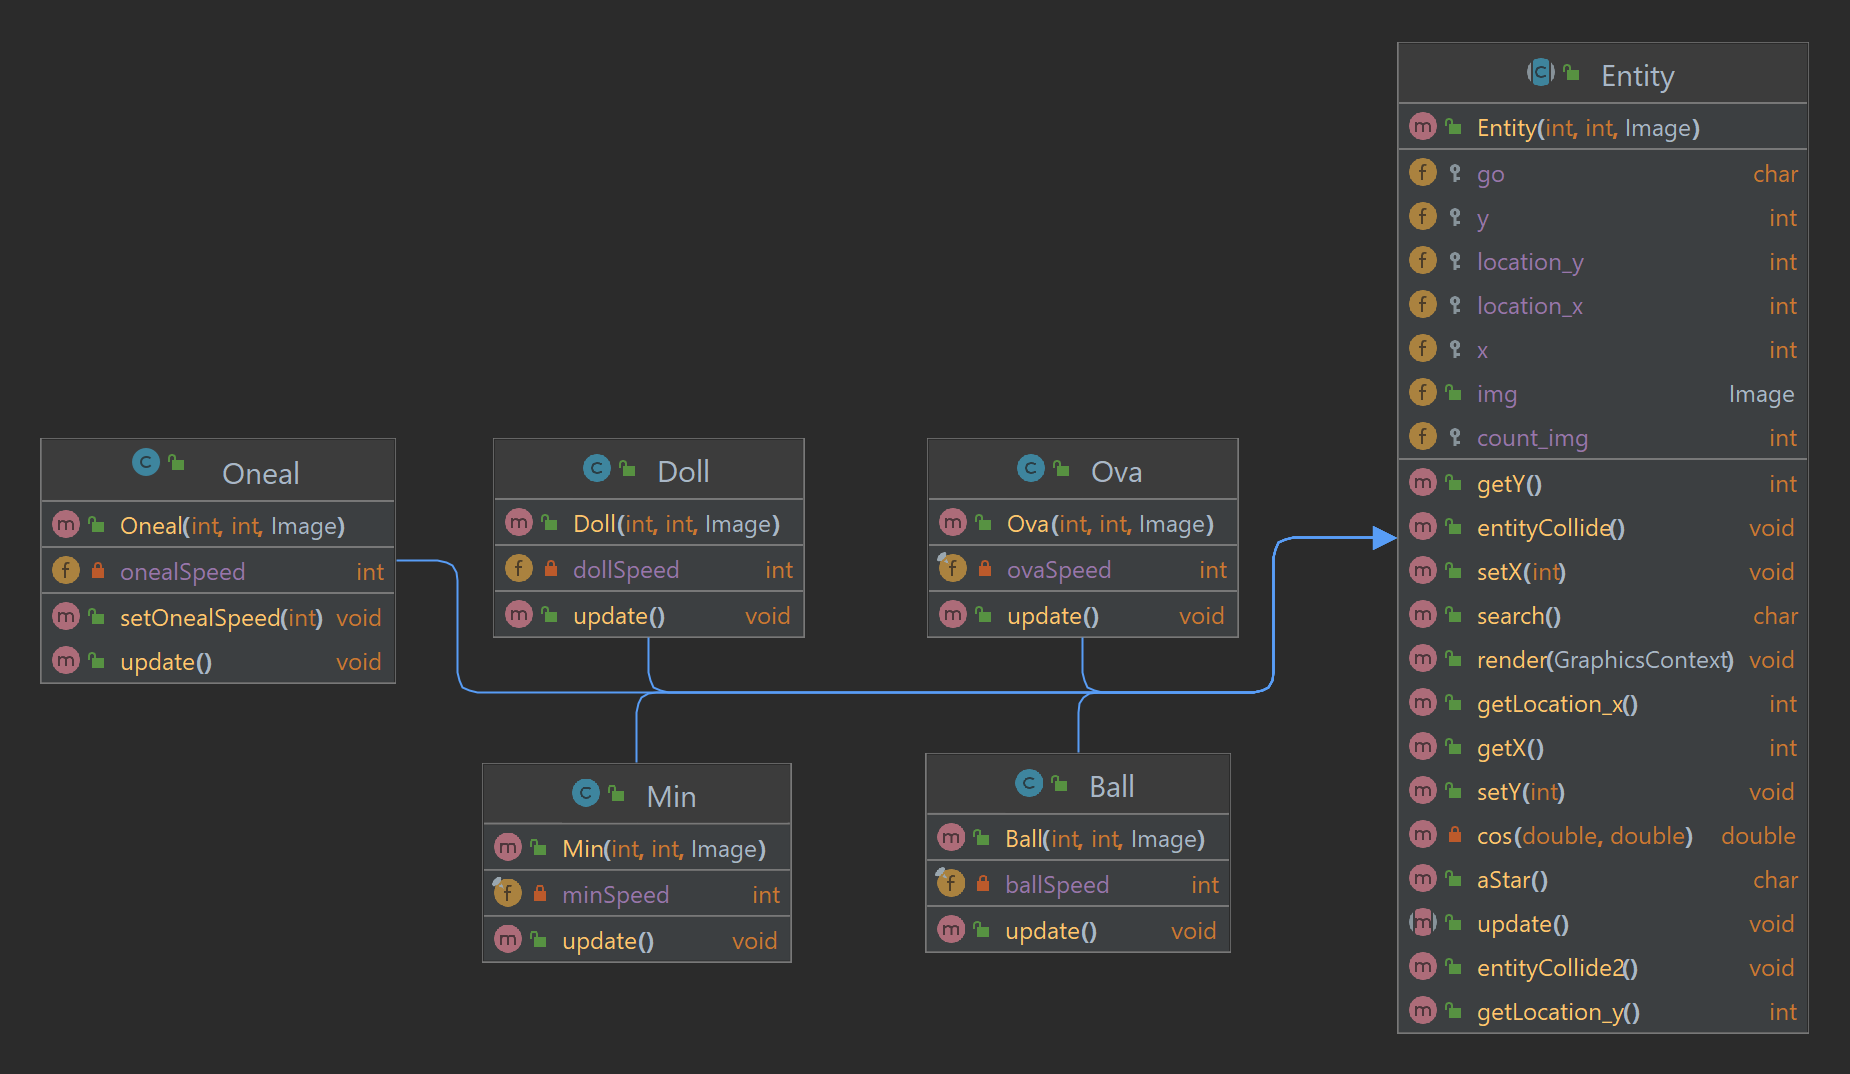 Oneal
Oneal(int, int, Image)
onealSpeed int
setOnealSpeed(int) void
update() void
Doll
Doll(int, int, Image)
dollSpeed int
update() void
Ova
Ova(int, int, Image)
ovaSpeed int
update() void
Min
Min(int, int, Image)
minSpeed int
update() void
Ball
Ball(int, int, Image)
ballSpeed int
update() void
Entity
Entity(int, int, Image)
go char
y int
location_y int
location_x int
x int
img Image
count_img int
getY() int
entityCollide() void
setX(int) void
search() char
render(GraphicsContext) void
getLocation_x() int
getX() int
setY(int) void
cos(double, double) double
aStar() char
update() void
entityCollide2() void
getLocation_y() int